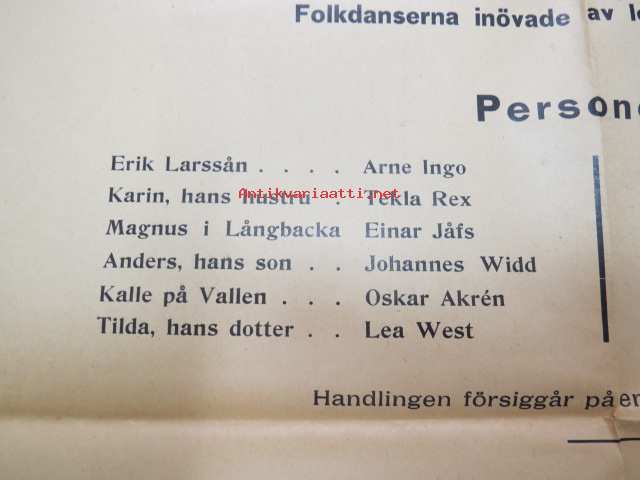 Folkdanserna inövade av
Person
Erik Larssån . . . . Arne Ingo
Karin, hans hustru . Tekla Rex
Antikvariaatti.net
Magnus i Långbacka Einar Jåfs
Anders, hans son . . Johannes Widd
Kalle på Vallen . . . Oskar Akrén
Tilda, hans dotter . . Lea West
Handlingen försiggår på en